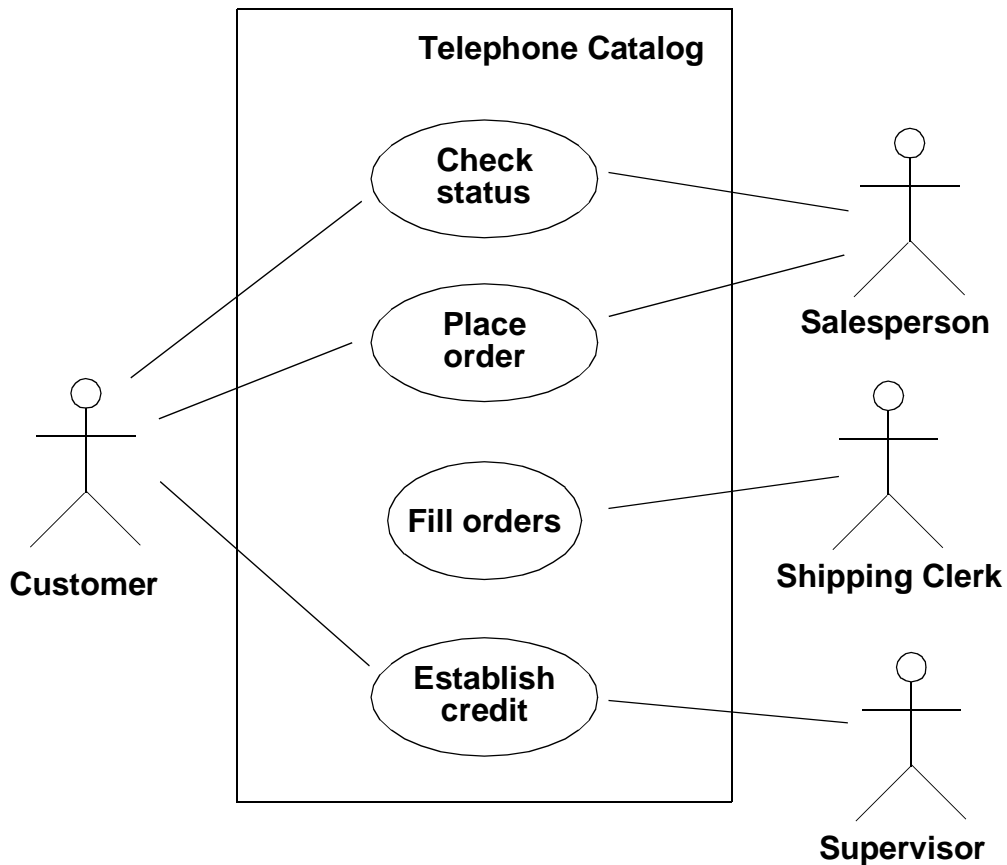 Telephone Catalog
Check
status
Place
order
Salesperson
Fill orders
Customer
Shipping Clerk
Establish
credit
Supervisor